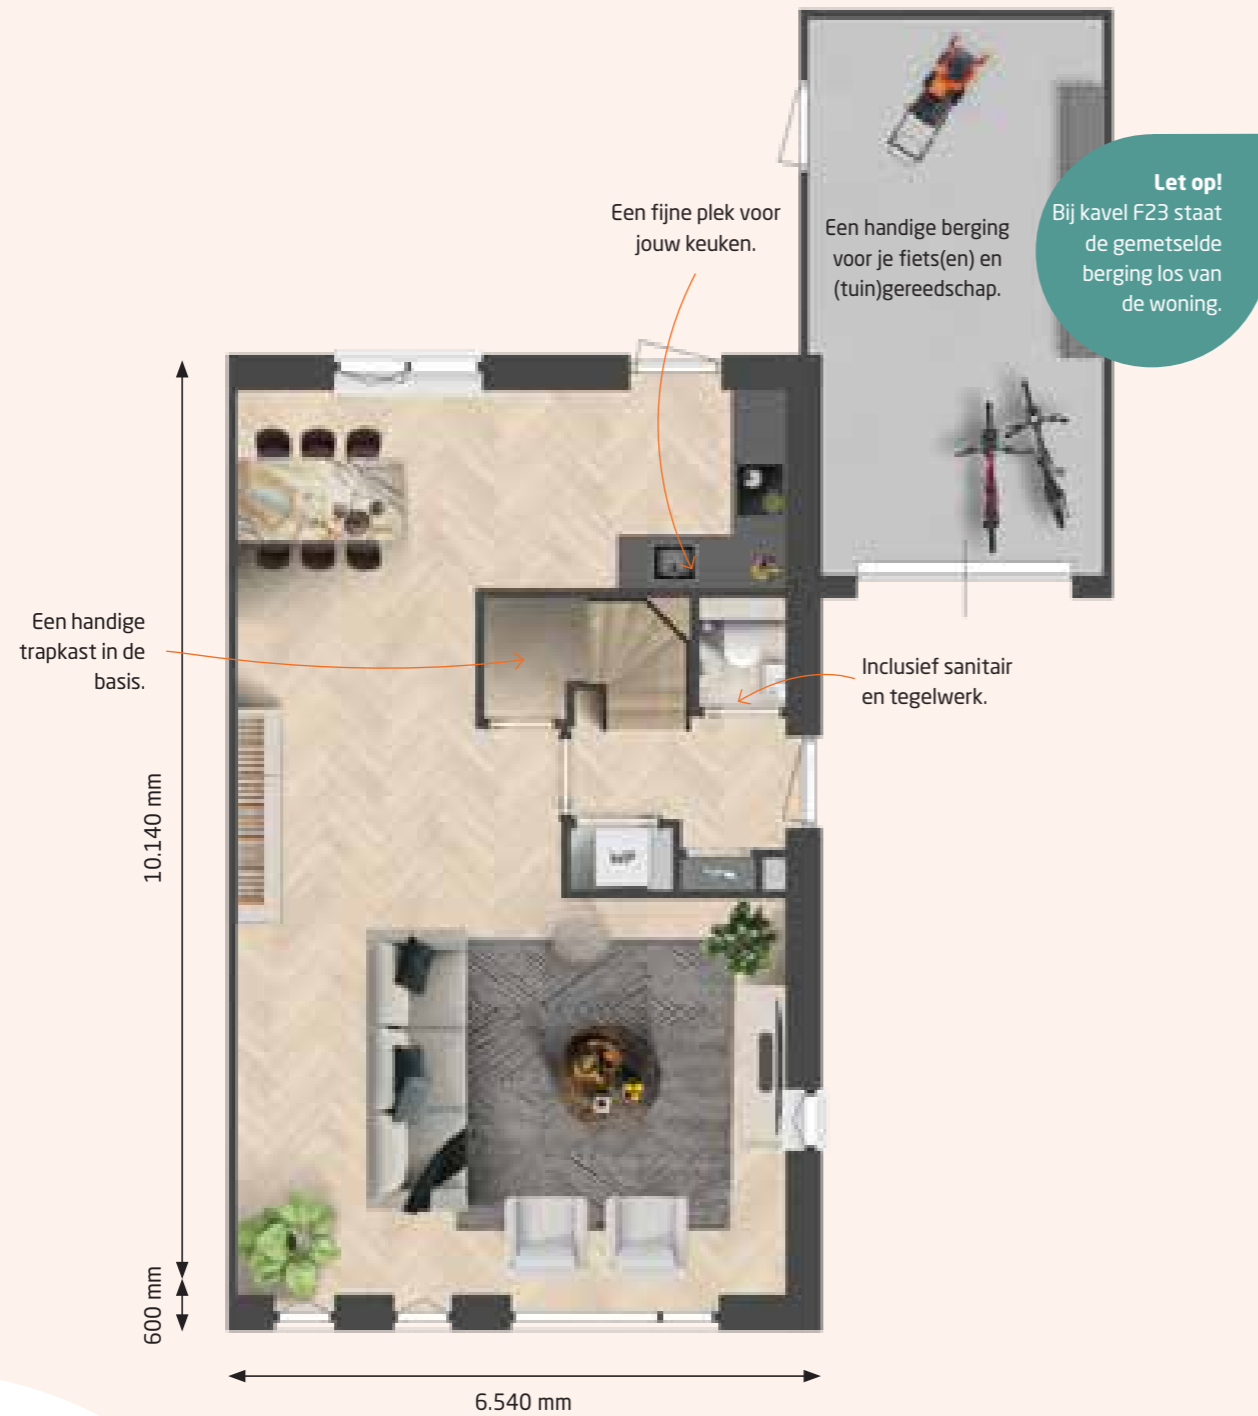 Let op!
Bij kavel F23 staat
de gemetselde
berging los van
de woning.
Een fijne plek voor
jouw keuken.
Een handige berging
voor je fiets(en) en
(tuin)gereedschap.
Een handige
trapkast in de
basis.
Inclusief sanitair
en tegelwerk.
10.140 mm
WP
600 mm
6.540 mm